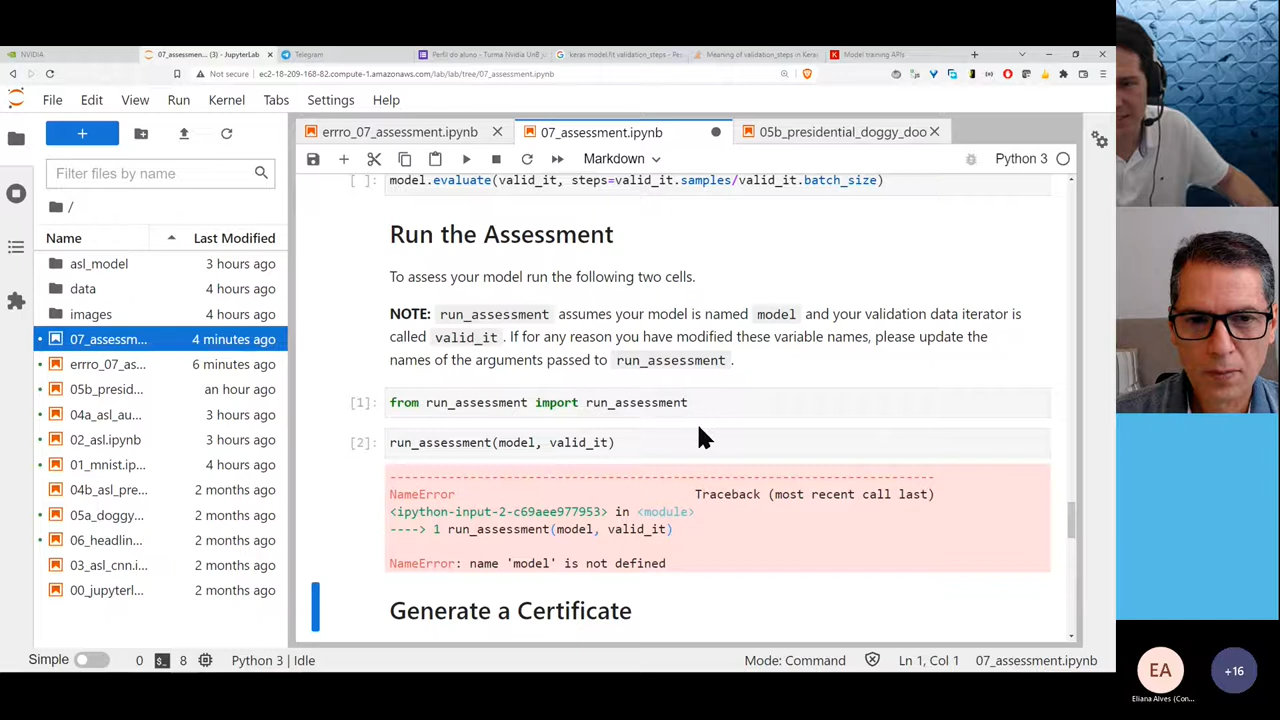 NVIDIA
07_assessmen... (3) - JupyterLab
Telegram
Perfil do aluno - Turma Nvidia UnB
keras model.fit validation_steps - Pe
Meaning of validation_steps in Kera
Model training APIs
Not secure
ec2-18-209-168-82.compute-1.amazonaws.com/lab/lab/tree/07_assessment.ipynb
File Edit View Run Kernel Tabs Settings Help
errro_07_assessment.ipynb
07_assessment.ipynb
05b_presidential_doggy_doo
Markdown
Python 3
Filter files by name
/
Name Last Modified
asl_model 3 hours ago
data 4 hours ago
images 4 hours ago
07_assessm... 4 minutes ago
errro_07_as... 6 minutes ago
05b_presid... an hour ago
04a_asl_au... 3 hours ago
02_asl.ipynb 3 hours ago
01_mnist.ip... 4 hours ago
04b_asl_pre... 2 months ago
05a_doggy... 2 months ago
06_headlin... 2 months ago
03_asl_cnn.i... 2 months ago
00_jupyterl... 2 months ago
[ ]: model.evaluate(valid_it, steps=valid_it.samples/valid_it.batch_size)
Run the Assessment
To assess your model run the following two cells.
NOTE: run_assessment assumes your model is named model and your validation data iterator is
called valid_it. If for any reason you have modified these variable names, please update the
names of the arguments passed to run_assessment.
[1]: from run_assessment import run_assessment
[2]: run_assessment(model, valid_it)
---------------------------------------------------------------------------
NameError Traceback (most recent call last)
<ipython-input-2-c69aee977953> in <module>
----> 1 run_assessment(model, valid_it)
NameError: name 'model' is not defined
Generate a Certificate
Simple 0 8 Python 3 | Idle
Mode: Command Ln 1, Col 1 07_assessment.ipynb
EA
Eliana Alves (Con...
+16